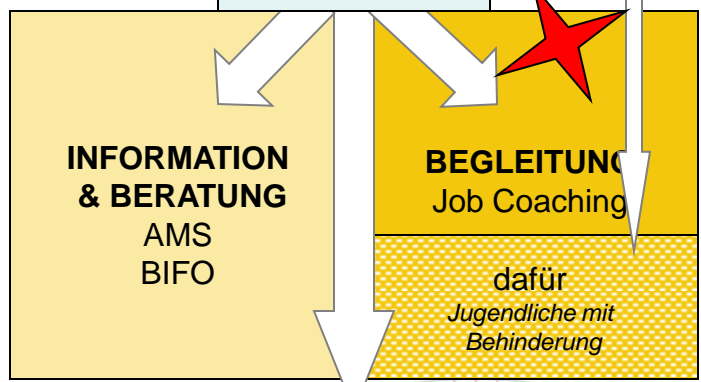 INFORMATION
& BERATUNG
AMS
BIFO
BEGLEITUNG
Job Coaching
dafür
Jugendliche mit
Behinderung